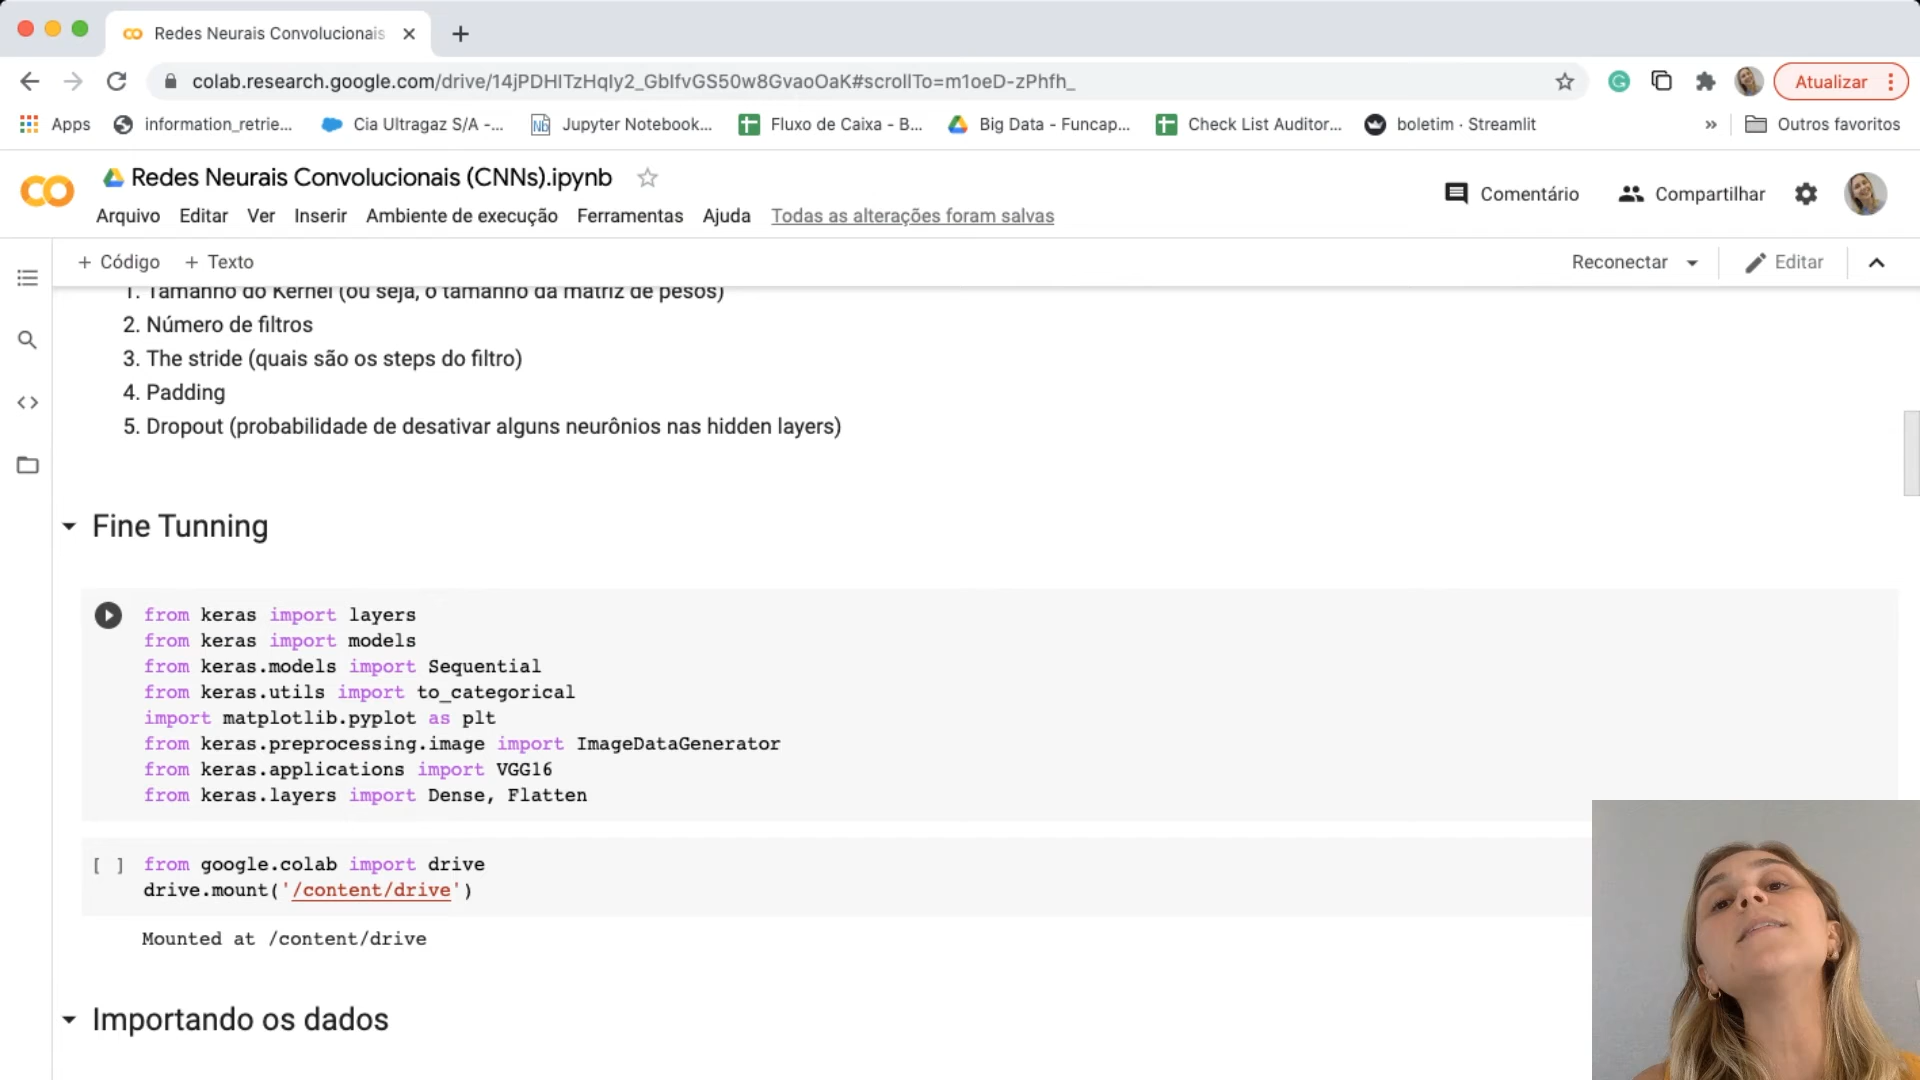 Redes Neurais Convolucionais
colab.research.google.com/drive/14jPDHlTzHqIy2_GbIfvGS50w8GvaoOaK#scrollTo=m1oeD-zPhfh_
Atualizar
Apps
information_retrie...
Cia Ultragaz S/A -...
Jupyter Notebook...
Fluxo de Caixa - B...
Big Data - Funcap...
Check List Auditor...
boletim · Streamlit
»
Outros favoritos
Redes Neurais Convolucionais (CNNs).ipynb
Comentário
Compartilhar
Arquivo Editar Ver Inserir Ambiente de execução Ferramentas Ajuda Todas as alterações foram salvas
+ Código + Texto
Reconectar
Editar
1. Tamanho do Kernel (ou seja, o tamanho da matriz de pesos)
2. Número de filtros
3. The stride (quais são os steps do filtro)
4. Padding
5. Dropout (probabilidade de desativar alguns neurônios nas hidden layers)
Fine Tunning
from keras import layers
from keras import models
from keras.models import Sequential
from keras.utils import to_categorical
import matplotlib.pyplot as plt
from keras.preprocessing.image import ImageDataGenerator
from keras.applications import VGG16
from keras.layers import Dense, Flatten
[ ] from google.colab import drive
drive.mount('/content/drive')
Mounted at /content/drive
Importando os dados